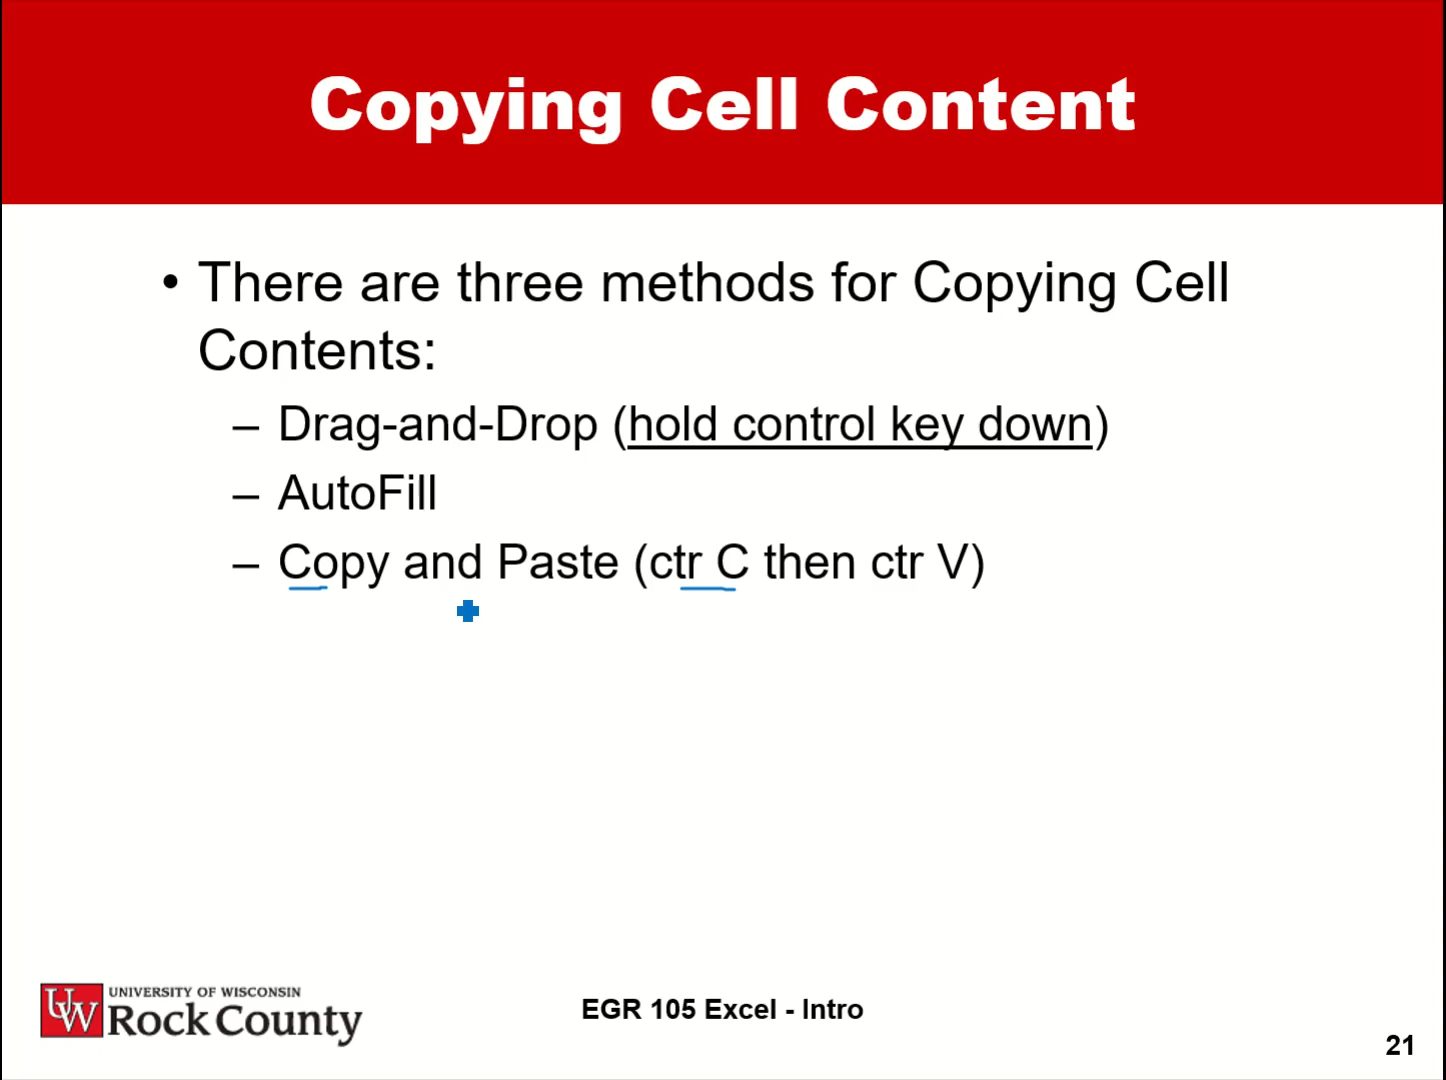 Copying Cell Content
• There are three methods for Copying Cell
Contents:
– Drag-and-Drop (hold control key down)
– AutoFill
– Copy and Paste (ctr C then ctr V)
UW
UNIVERSITY OF WISCONSIN
Rock County
EGR 105 Excel - Intro
21